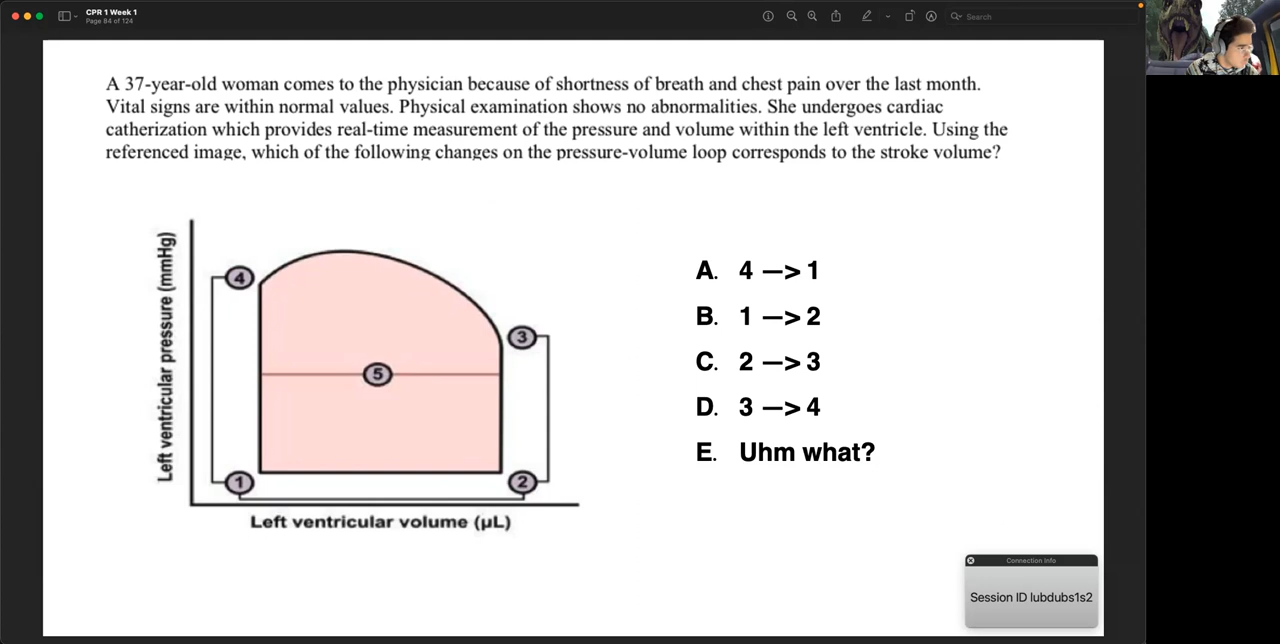 CPR 1 Week 1
Page 84 of 124
Search
A 37-year-old woman comes to the physician because of shortness of breath and chest pain over the last month.
Vital signs are within normal values. Physical examination shows no abnormalities. She undergoes cardiac
catherization which provides real-time measurement of the pressure and volume within the left ventricle. Using the
referenced image, which of the following changes on the pressure-volume loop corresponds to the stroke volume?
Left ventricular pressure (mmHg)
4
3
5
1
2
Left ventricular volume (µL)
A. 4 —> 1
B. 1 —> 2
C. 2 —> 3
D. 3 —> 4
E. Uhm what?
Connection Info
Session ID lubdubs1s2